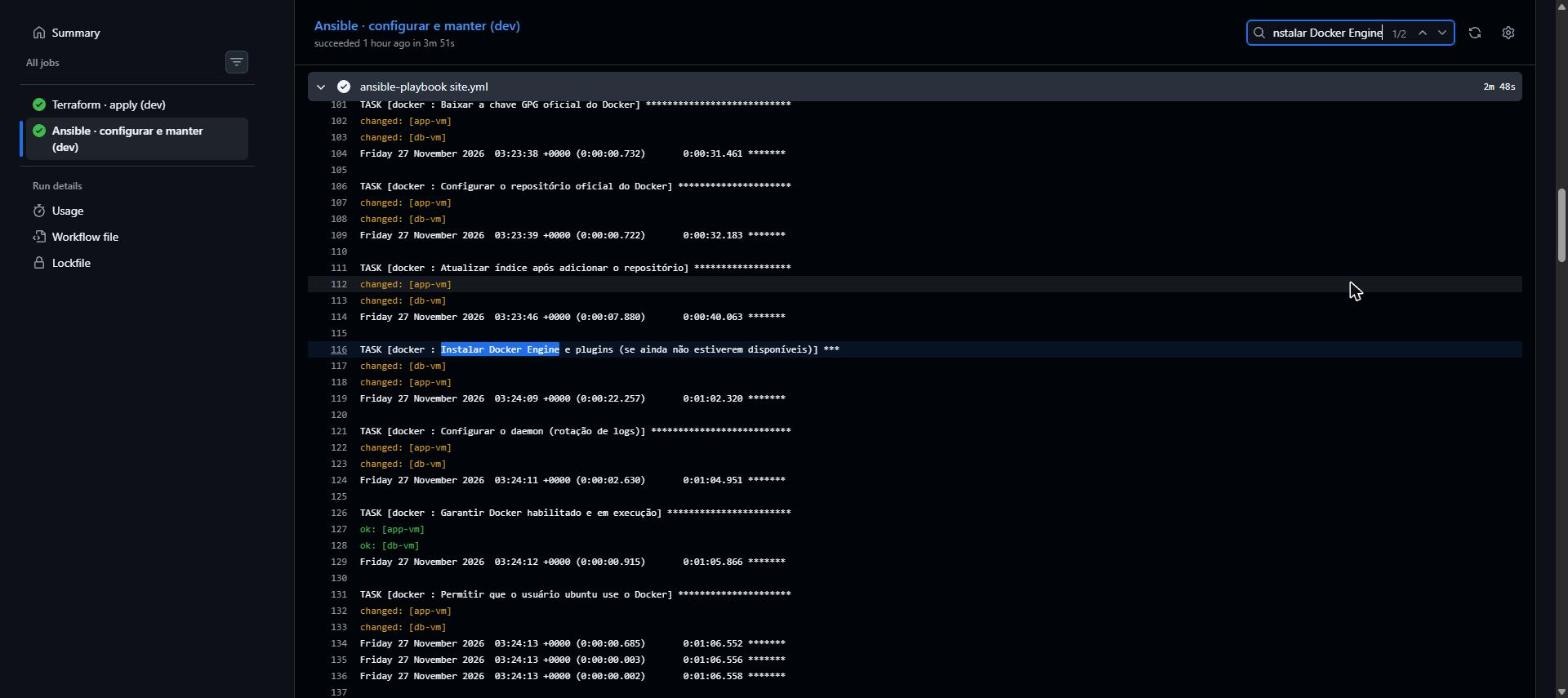 Summary
All jobs
Terraform · apply (dev)
Ansible · configurar e manter
(dev)
Run details
Usage
Workflow file
Lockfile
Ansible · configurar e manter (dev)
succeeded 1 hour ago in 3m 51s
nstalar Docker Engine 1/2
ansible-playbook site.yml 2m 48s
101 TASK [docker : Baixar a chave GPG oficial do Docker] ***************************
102 changed: [app-vm]
103 changed: [db-vm]
104 Friday 27 November 2026  03:23:38 +0000 (0:00:00.732)       0:00:31.461 *******
105
106 TASK [docker : Configurar o repositório oficial do Docker] *********************
107 changed: [app-vm]
108 changed: [db-vm]
109 Friday 27 November 2026  03:23:39 +0000 (0:00:00.722)       0:00:32.183 *******
110
111 TASK [docker : Atualizar índice após adicionar o repositório] ******************
112 changed: [app-vm]
113 changed: [db-vm]
114 Friday 27 November 2026  03:23:46 +0000 (0:00:07.880)       0:00:40.063 *******
115
116 TASK [docker : Instalar Docker Engine e plugins (se ainda não estiverem disponíveis)] ***
117 changed: [db-vm]
118 changed: [app-vm]
119 Friday 27 November 2026  03:24:09 +0000 (0:00:22.257)       0:01:02.320 *******
120
121 TASK [docker : Configurar o daemon (rotação de logs)] **************************
122 changed: [app-vm]
123 changed: [db-vm]
124 Friday 27 November 2026  03:24:11 +0000 (0:00:02.630)       0:01:04.951 *******
125
126 TASK [docker : Garantir Docker habilitado e em execução] ***********************
127 ok: [app-vm]
128 ok: [db-vm]
129 Friday 27 November 2026  03:24:12 +0000 (0:00:00.915)       0:01:05.866 *******
130
131 TASK [docker : Permitir que o usuário ubuntu use o Docker] *********************
132 changed: [app-vm]
133 changed: [db-vm]
134 Friday 27 November 2026  03:24:13 +0000 (0:00:00.685)       0:01:06.552 *******
135 Friday 27 November 2026  03:24:13 +0000 (0:00:00.003)       0:01:06.556 *******
136 Friday 27 November 2026  03:24:13 +0000 (0:00:00.002)       0:01:06.558 *******
137